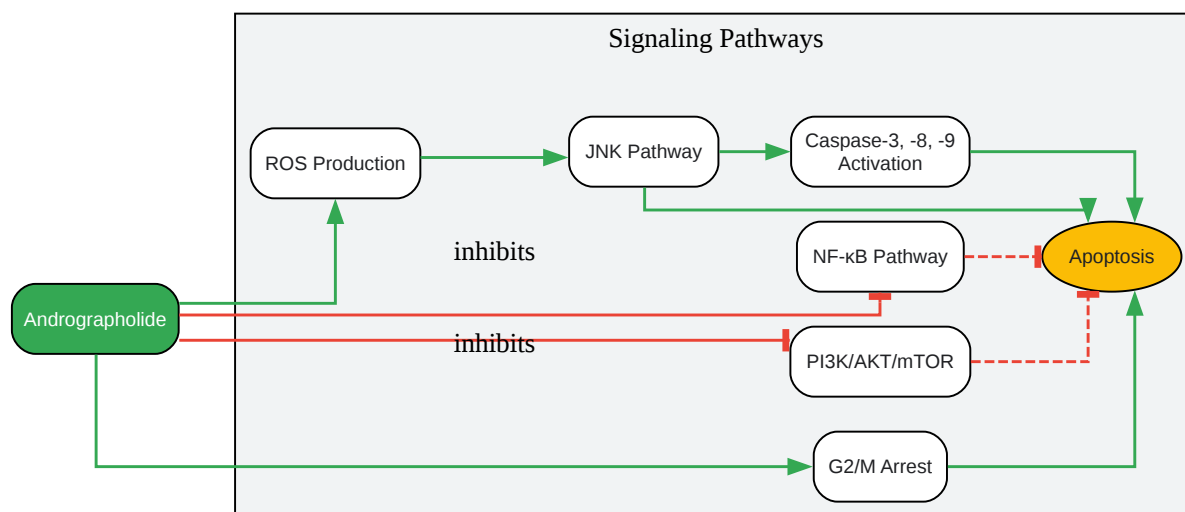 Signaling Pathways
ROS Production
JNK Pathway
Caspase-3, -8, -9
Activation
inhibits
NF-κB Pathway
Apoptosis
Andrographolide
inhibits
PI3K/AKT/mTOR
G2/M Arrest